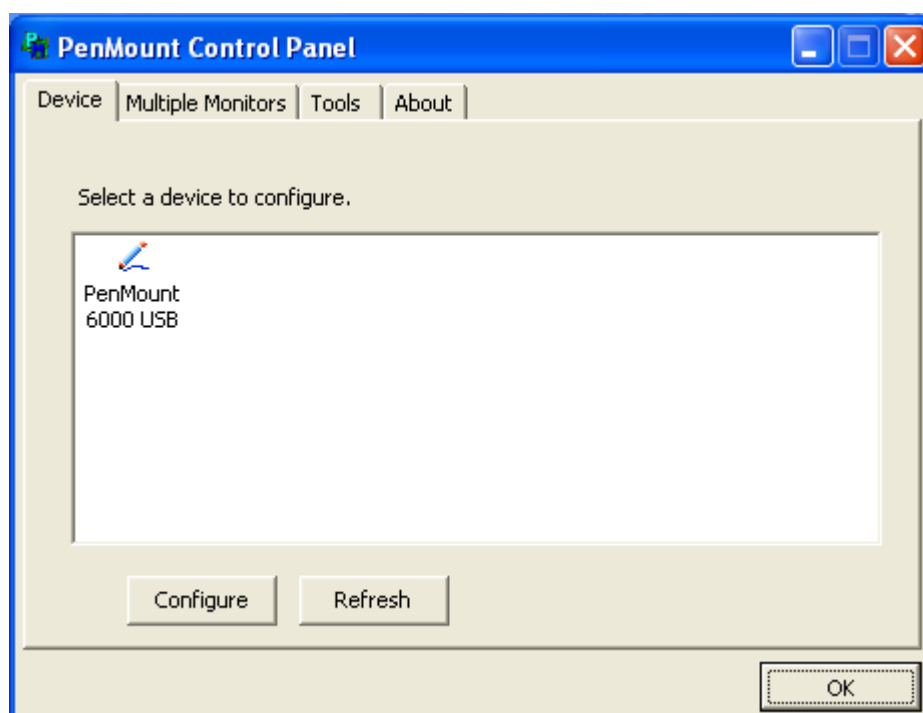 PenMount Control Panel
Device Multiple Monitors Tools About
Select a device to configure.
PenMount
6000 USB
Configure Refresh
OK